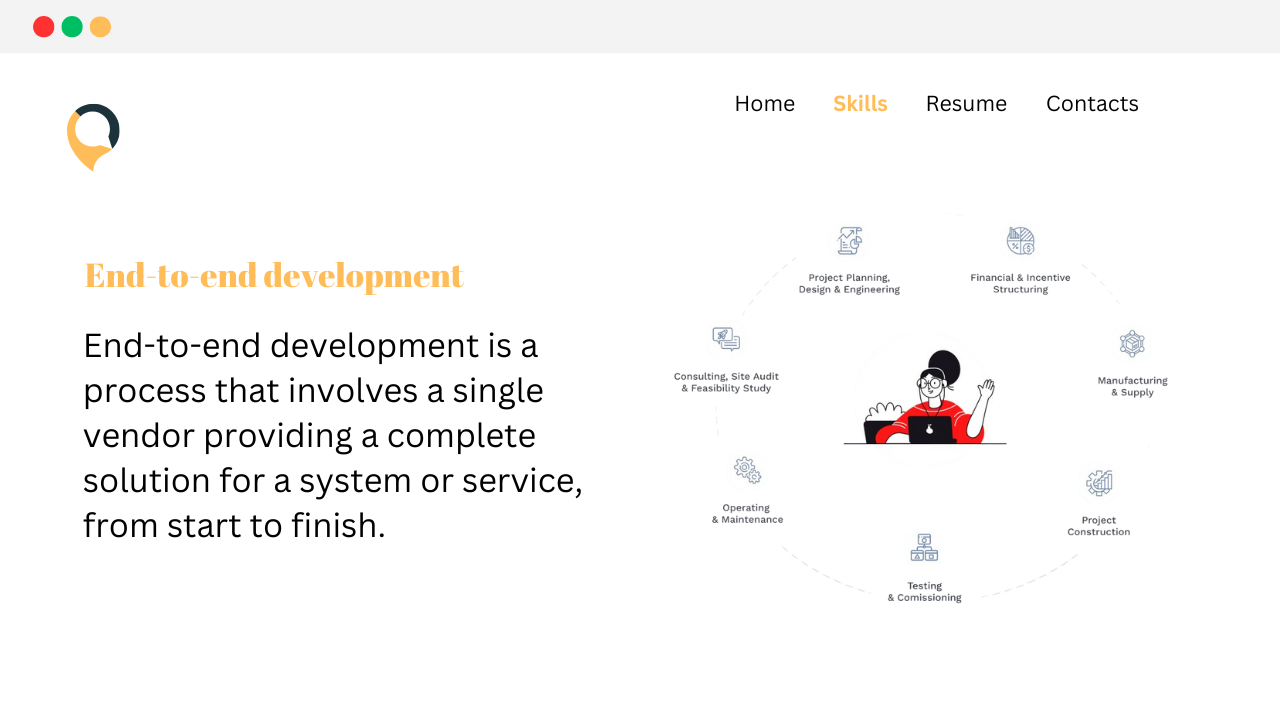 Home Skills Resume Contacts
End-to-end development
End-to-end development is a
process that involves a single
vendor providing a complete
solution for a system or service,
from start to finish.
Project Planning,
Design & Engineering
Financial & Incentive
Structuring
Consulting, Site Audit
& Feasibility Study
Manufacturing
& Supply
Operating
& Maintenance
Project
Construction
Testing
& Comissioning